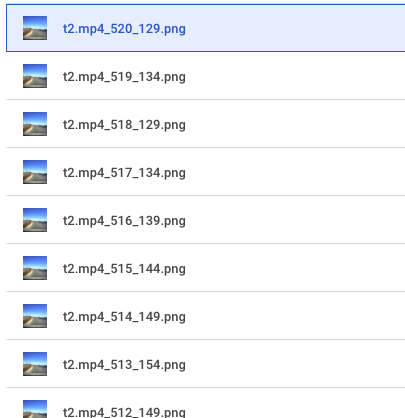 t2.mp4_520_129.png
t2.mp4_519_134.png
t2.mp4_518_129.png
t2.mp4_517_134.png
t2.mp4_516_139.png
t2.mp4_515_144.png
t2.mp4_514_149.png
t2.mp4_513_154.png
t2.mp4_512_149.png